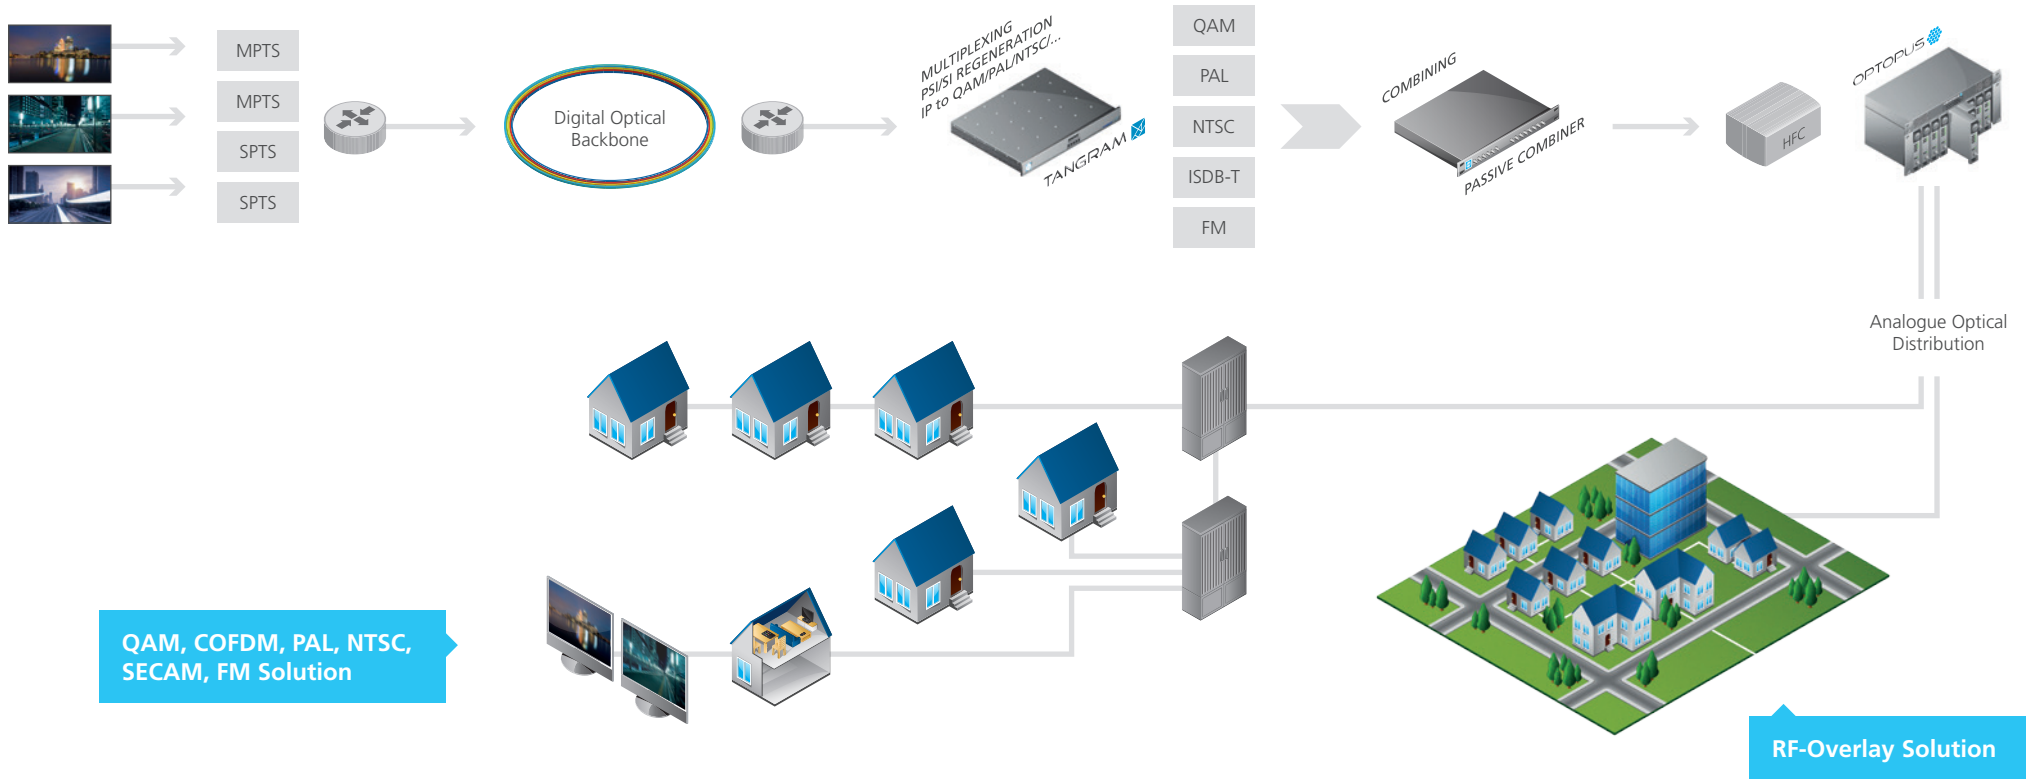 MPTS
MPTS
SPTS
SPTS
Digital Optical
Backbone
MULTIPLEXING
PSI/SI REGENERATION
IP to QAM/PAL/NTSC/...
TANGRAM
QAM
PAL
NTSC
ISDB-T
FM
COMBINING
PASSIVE COMBINER
HFC
OPTOPUS
Analogue Optical
Distribution
QAM, COFDM, PAL, NTSC,
SECAM, FM Solution
RF-Overlay Solution